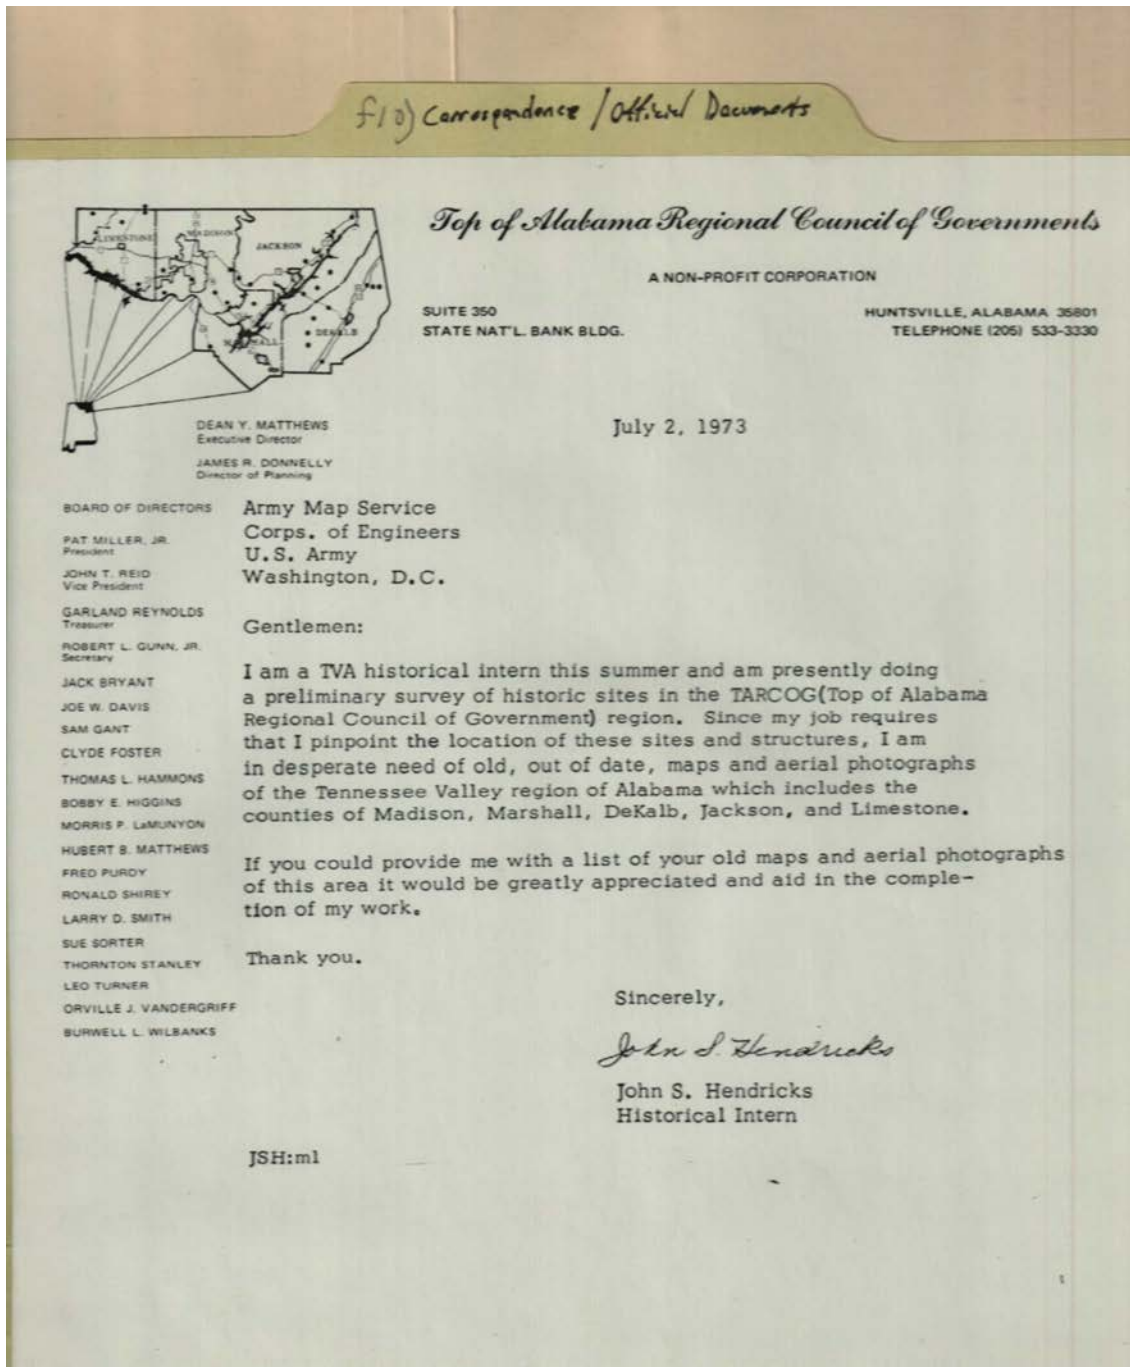 f10) Correspondence / Official Documents
Top of Alabama Regional Council of Governments
A NON-PROFIT CORPORATION
SUITE 350
STATE NAT'L. BANK BLDG.
HUNTSVILLE, ALABAMA 35801
TELEPHONE (205) 533-3330
LIMESTONE
MADISON
JACKSON
DEKALB
MARSHALL
DEAN Y. MATTHEWS
Executive Director
JAMES R. DONNELLY
Director of Planning
July 2, 1973
BOARD OF DIRECTORS
PAT MILLER, JR.
President
JOHN T. REID
Vice President
GARLAND REYNOLDS
Treasurer
ROBERT L. GUNN, JR.
Secretary
JACK BRYANT
JOE W. DAVIS
SAM GANT
CLYDE FOSTER
THOMAS L. HAMMONS
BOBBY E. HIGGINS
MORRIS P. LaMUNYON
HUBERT B. MATTHEWS
FRED PURDY
RONALD SHIREY
LARRY D. SMITH
SUE SORTER
THORNTON STANLEY
LEO TURNER
ORVILLE J. VANDERGRIFF
BURWELL L. WILBANKS
Army Map Service
Corps. of Engineers
U.S. Army
Washington, D.C.
Gentlemen:
I am a TVA historical intern this summer and am presently doing
a preliminary survey of historic sites in the TARCOG(Top of Alabama
Regional Council of Government) region. Since my job requires
that I pinpoint the location of these sites and structures, I am
in desperate need of old, out of date, maps and aerial photographs
of the Tennessee Valley region of Alabama which includes the
counties of Madison, Marshall, DeKalb, Jackson, and Limestone.
If you could provide me with a list of your old maps and aerial photographs
of this area it would be greatly appreciated and aid in the comple-
tion of my work.
Thank you.
Sincerely,
John S. Hendricks
John S. Hendricks
Historical Intern
JSH:ml